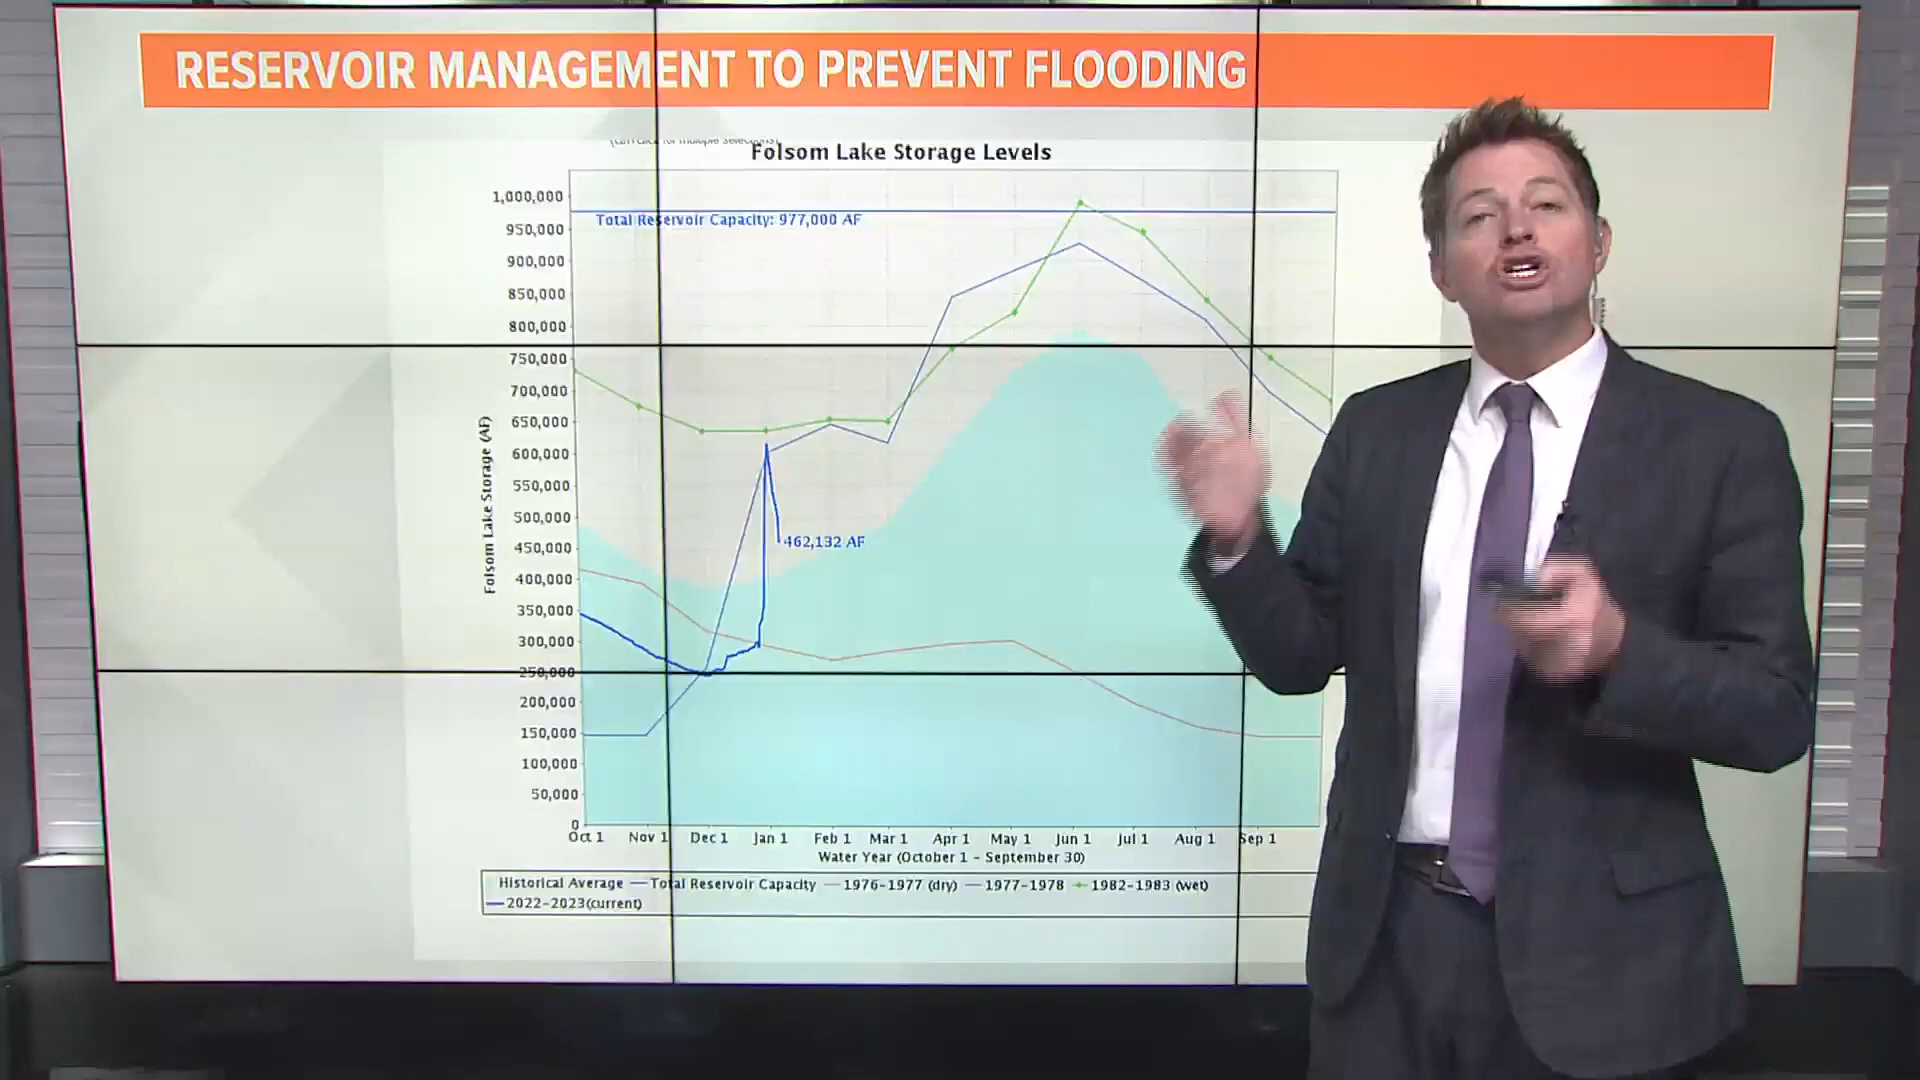 RESERVOIR MANAGEMENT TO PREVENT FLOODING
Folsom Lake Storage Levels
1,000,000
Total Reservoir Capacity: 977,000 AF
950,000
900,000
850,000
800,000
750,000
700,000
650,000
600,000
550,000
500,000
450,000
400,000
350,000
300,000
250,000
200,000
150,000
100,000
50,000
0
Folsom Lake Storage (AF)
462,132 AF
Oct 1 Nov 1 Dec 1 Jan 1 Feb 1 Mar 1 Apr 1 May 1 Jun 1 Jul 1 Aug 1 Sep 1
Water Year (October 1 - September 30)
Historical Average Total Reservoir Capacity 1976-1977 (dry) 1977-1978 1982-1983 (wet)
2022-2023(current)